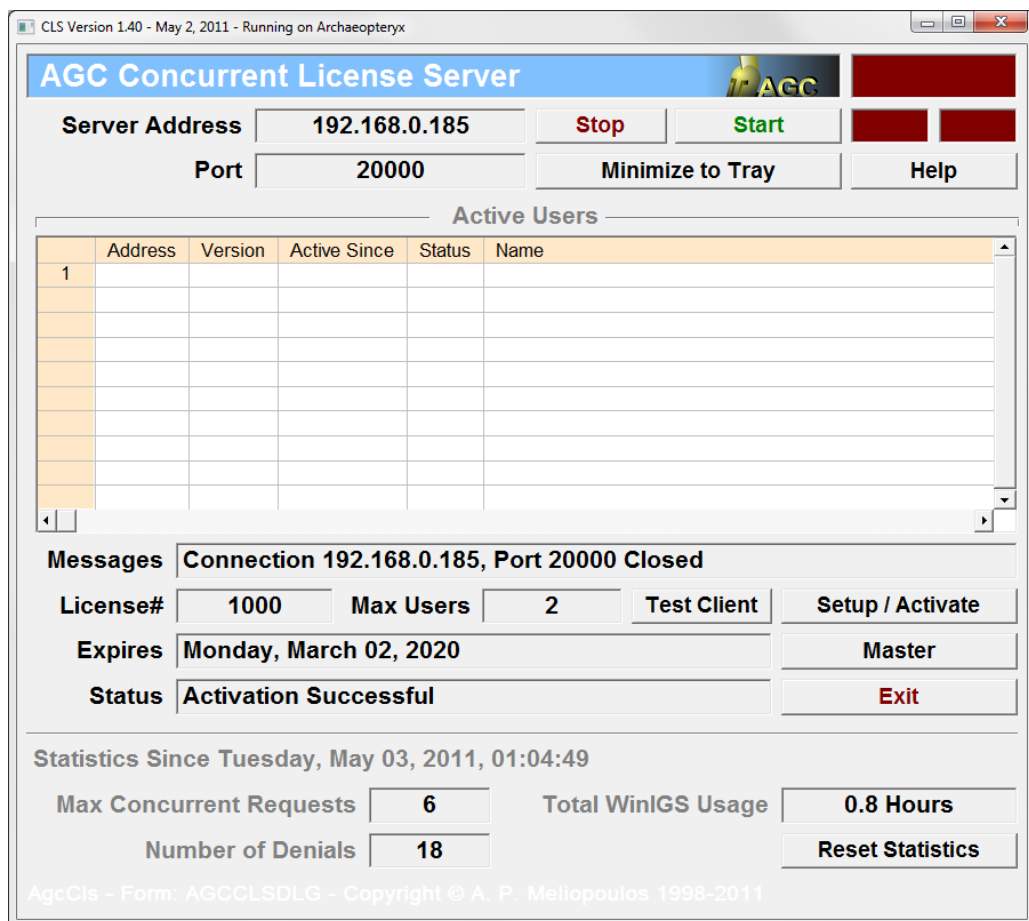 CLS Version 1.40 - May 2, 2011 - Running on Archaeopteryx
AGC Concurrent License Server
AGC
Server Address 192.168.0.185 Stop Start
Port 20000 Minimize to Tray Help
Active Users
Address Version Active Since Status Name
1
Messages Connection 192.168.0.185, Port 20000 Closed
License# 1000 Max Users 2 Test Client Setup / Activate
Expires Monday, March 02, 2020 Master
Status Activation Successful Exit
Statistics Since Tuesday, May 03, 2011, 01:04:49
Max Concurrent Requests 6 Total WinIGS Usage 0.8 Hours
Number of Denials 18 Reset Statistics
AgcCls - Form: AGCCLSDLG - Copyright © A. P. Meliopoulos 1998-2011